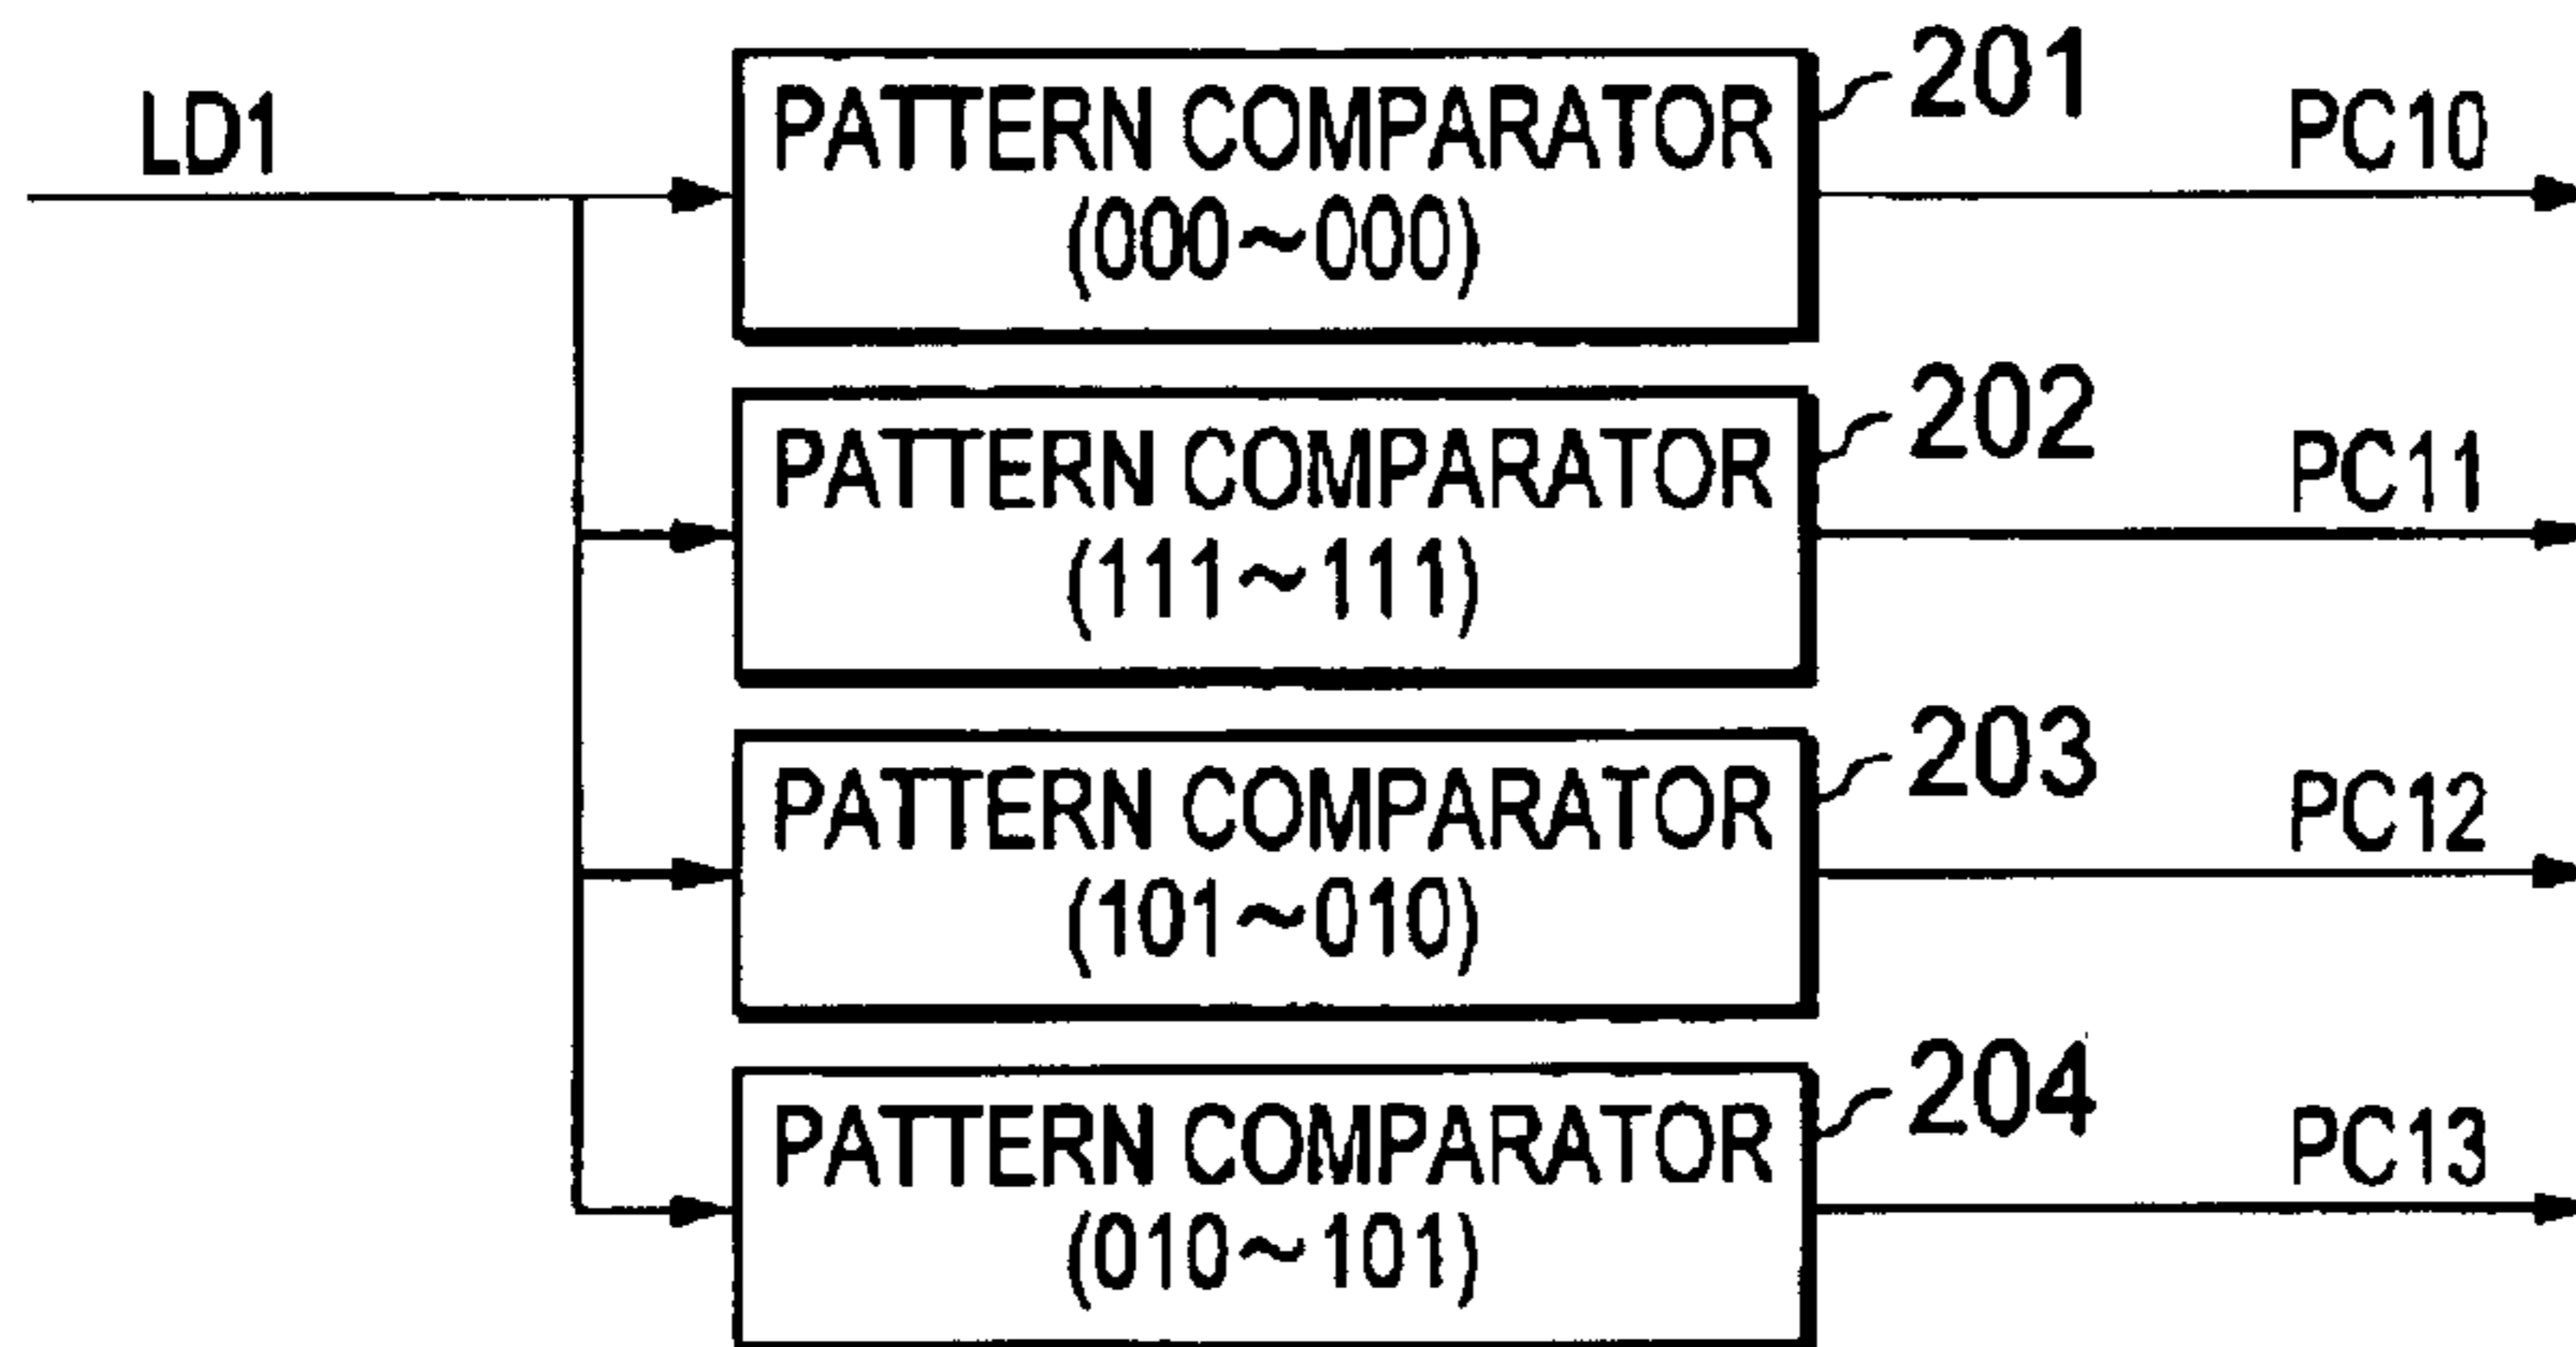 LD1
PATTERN COMPARATOR
(000~000)
201
PC10
PATTERN COMPARATOR
(111~111)
202
PC11
PATTERN COMPARATOR
(101~010)
203
PC12
PATTERN COMPARATOR
(010~101)
204
PC13